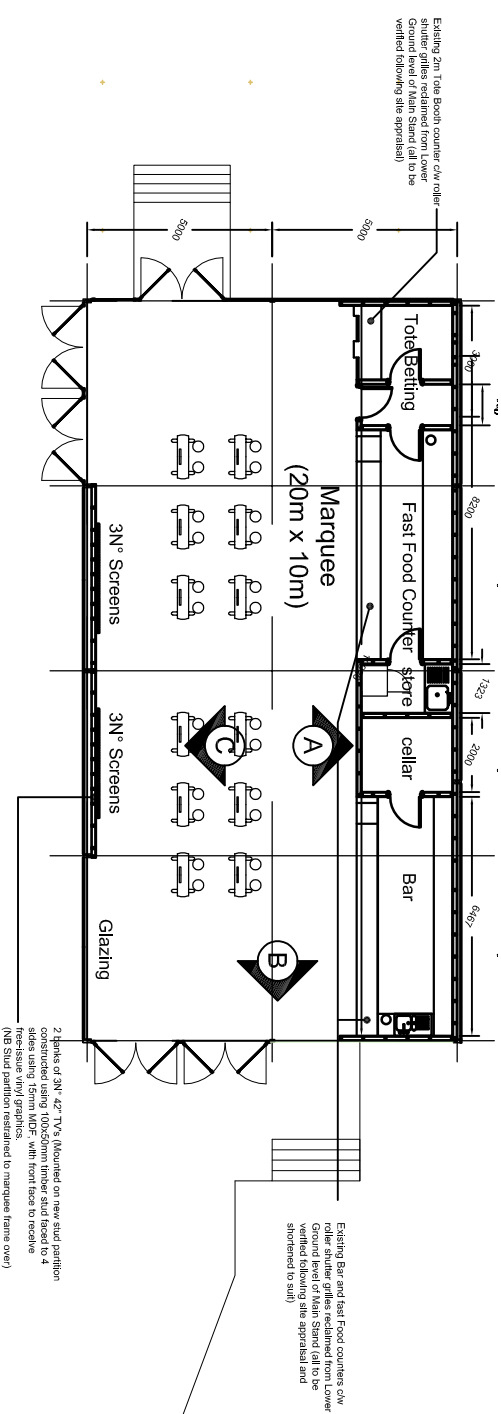 Existing 2m Tote Booth counter c/w roller
shutter grilles reclaimed from Lower
Ground level of Main Stand (all to be
verified following site appraisal)
5000
5000
Tote Betting
8200
Fast Food Counter
store
1323
cellar
2000
Bar
6467
Marquee
(20m x 10m)
3N° Screens
3N° Screens
A
C
B
Glazing
2 banks of 3N° 42" TV's (Mounted on new stud partition
constructed using 100x50mm timber stud faced to 4
sides using 15mm MDF, with front face to receive
free-issue vinyl graphics.
(NB Stud partition restrained to marquee frame over)
Existing Bar and fast Food counters c/w
roller shutter grilles reclaimed from Lower
Ground level of Main Stand (all to be
verified following site appraisal and
shortened to suit)